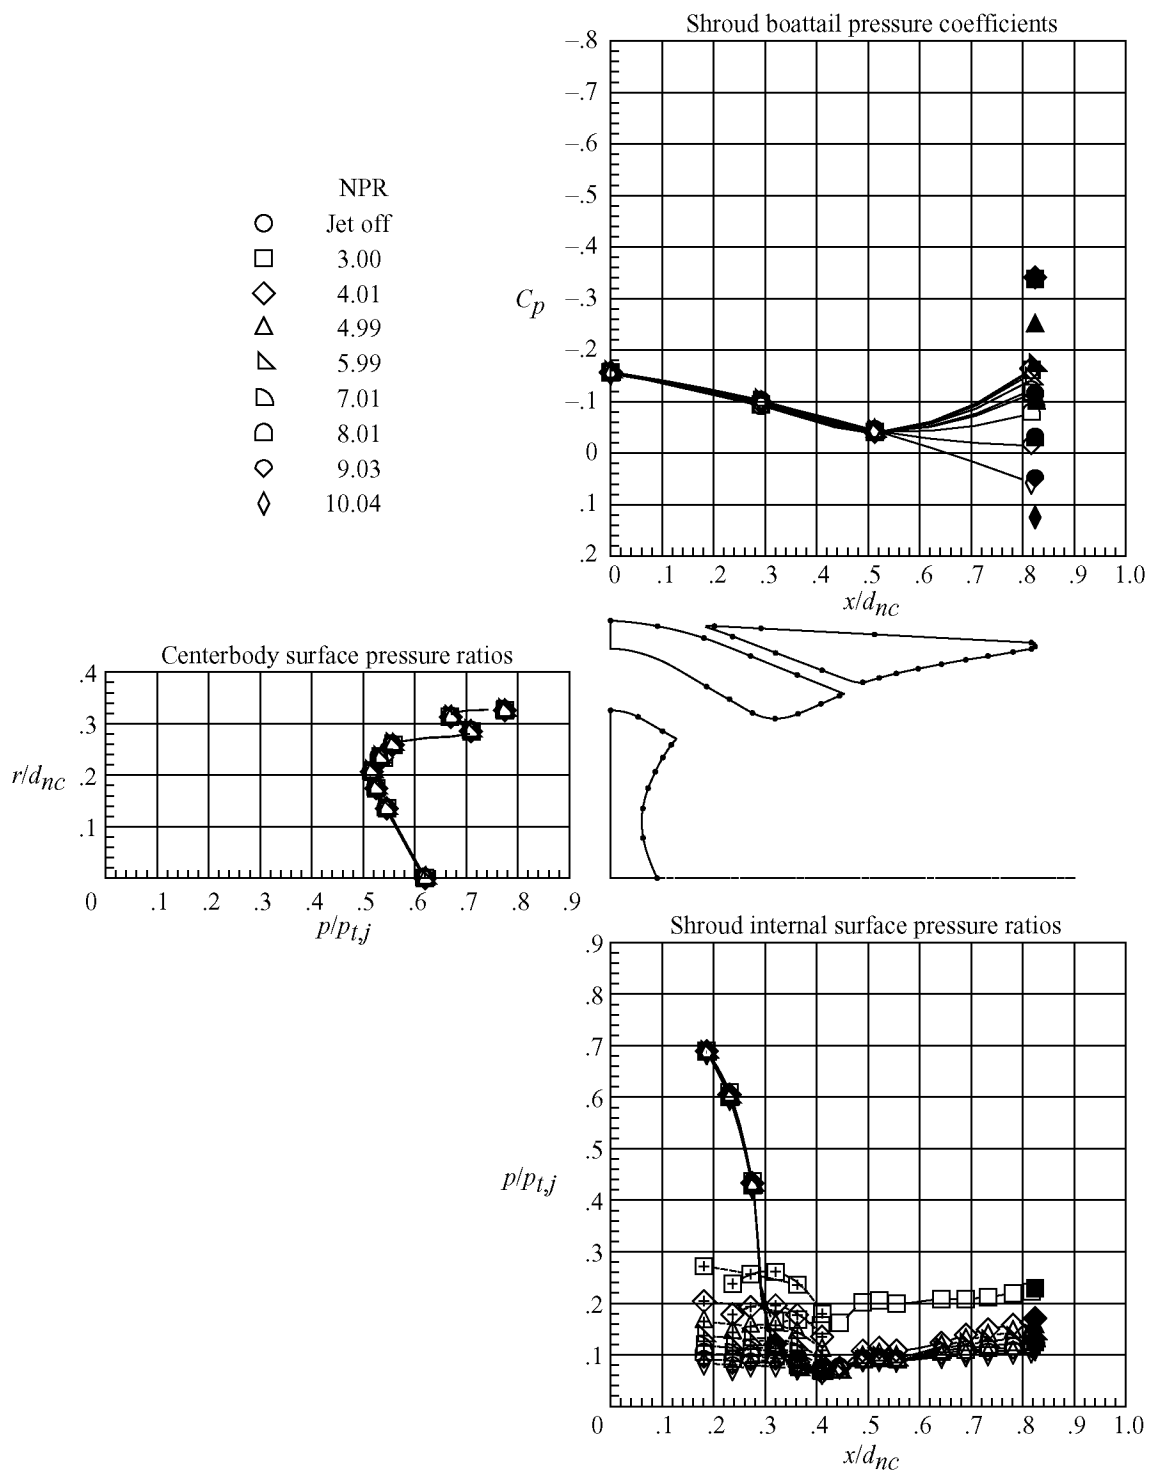 Shroud boattail pressure coefficients
–.8
–.7
–.6
–.5
–.4
–.3
–.2
–.1
0
.1
.2
C_p
0 .1 .2 .3 .4 .5 .6 .7 .8 .9 1.0
x/d_nc
NPR
Jet off
3.00
4.01
4.99
5.99
7.01
8.01
9.03
10.04
Centerbody surface pressure ratios
.4
.3
.2
.1
r/d_nc
0 .1 .2 .3 .4 .5 .6 .7 .8 .9
p/p_t,j
Shroud internal surface pressure ratios
.9
.8
.7
.6
.5
.4
.3
.2
.1
p/p_t,j
0 .1 .2 .3 .4 .5 .6 .7 .8 .9 1.0
x/d_nc